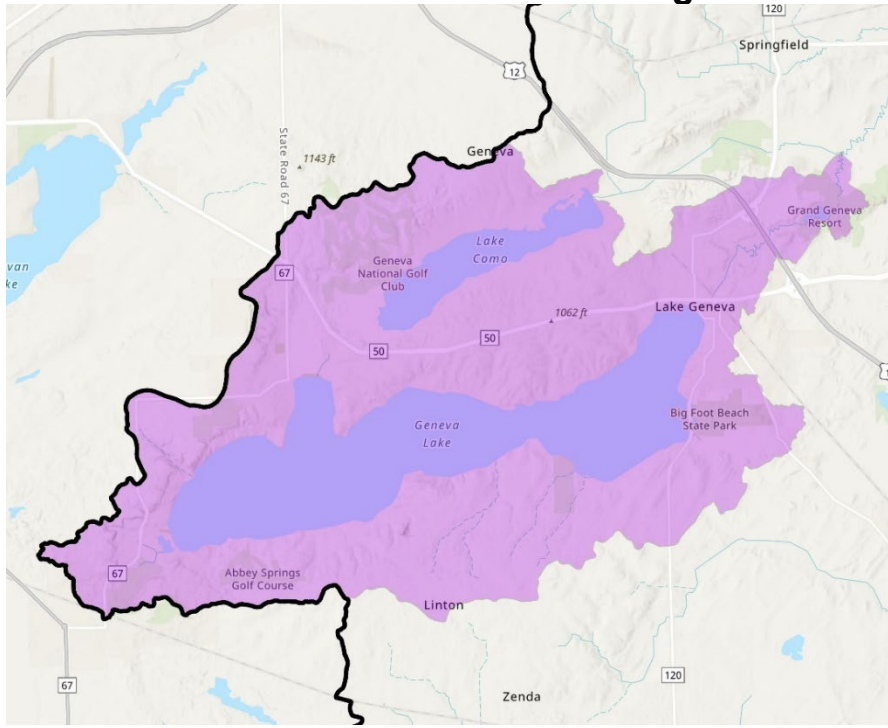 120
Springfield
12
State Road 67
1143 ft
Geneva
Grand Geneva
Resort
Lake
Como
Geneva
National Golf
Club
67
van
ke
1062 ft
Lake Geneva
50
50
Geneva
Lake
Big Foot Beach
State Park
67
Abbey Springs
Golf Course
Linton
120
67
Zenda